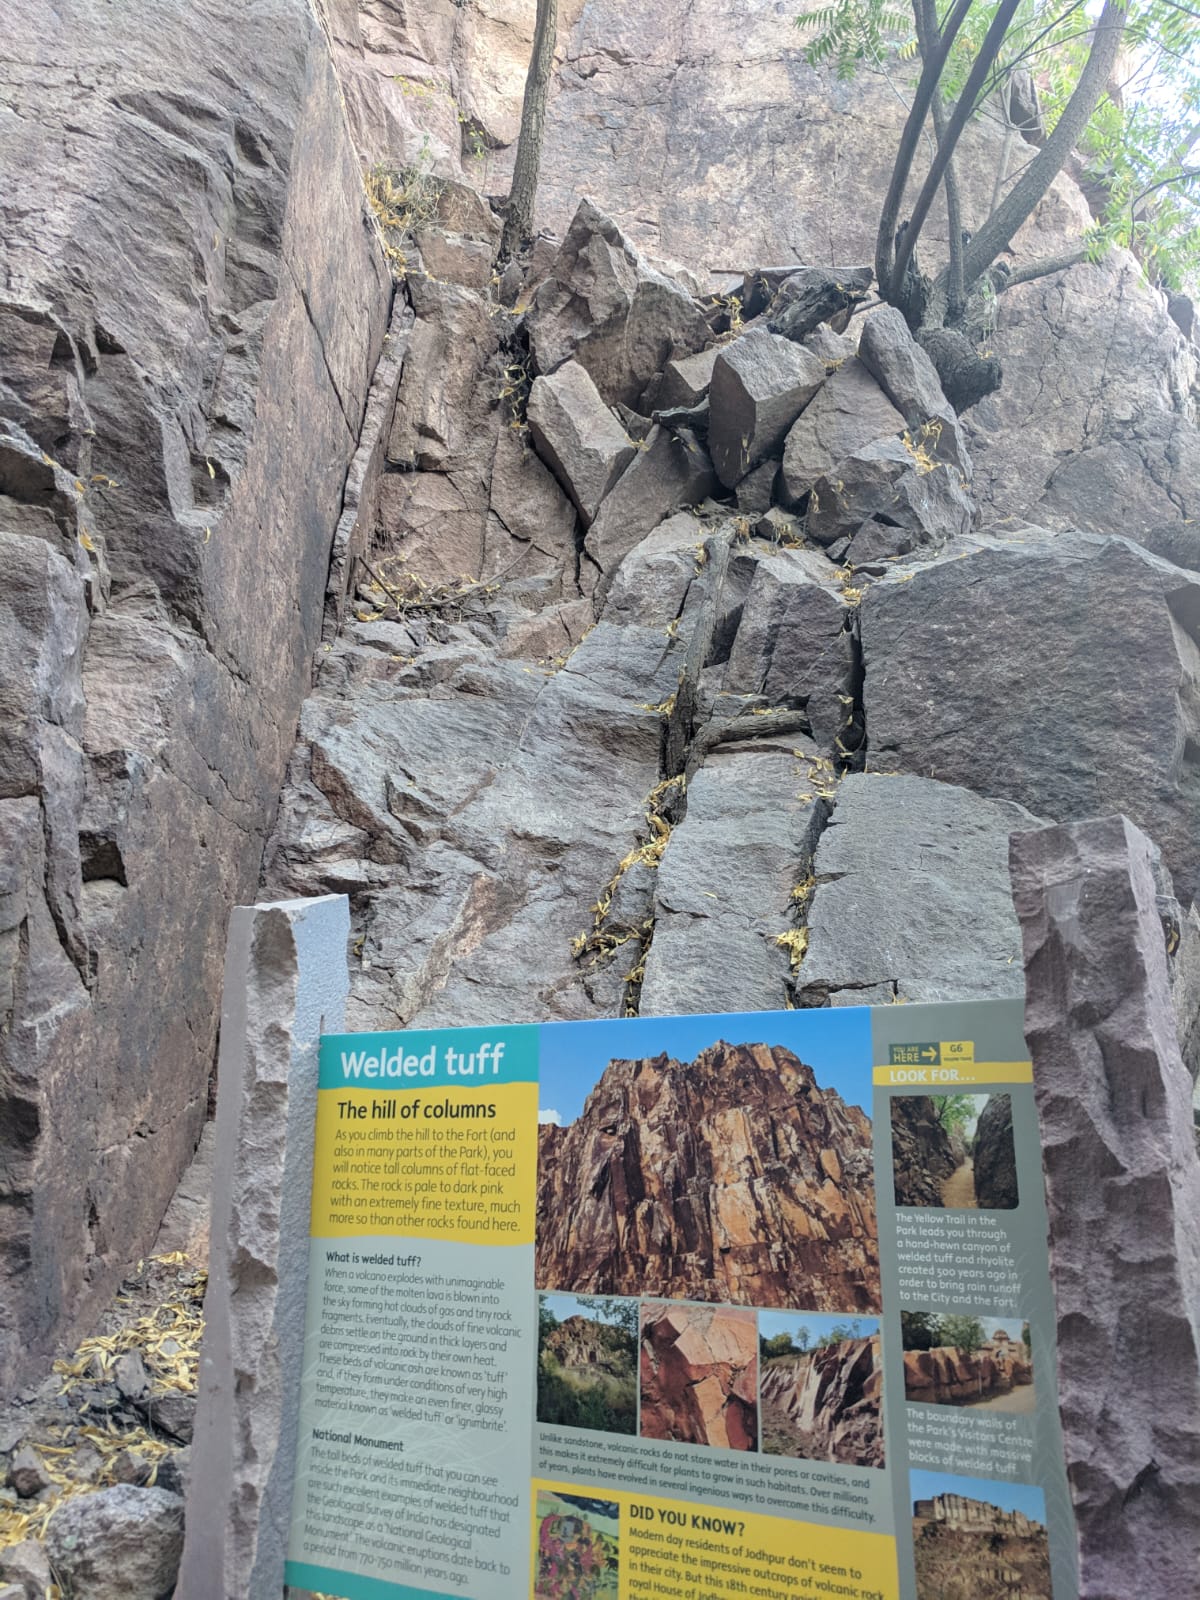 Welded tuff
The hill of columns
As you climb the hill to the Fort (and
also in many parts of the Park), you
will notice tall columns of flat-faced
rocks. The rock is pale to dark pink
with an extremely fine texture, much
more so than other rocks found here.
What is welded tuff?
When a volcano explodes with unimaginable
force, some of the molten lava is blown into
the sky forming hot clouds of gas and tiny rock
fragments. Eventually, the clouds of fine volcanic
debris settle on the ground in thick layers and
are compressed into rock by their own heat.
These beds of volcanic ash are known as 'tuff'
and, if they form under conditions of very high
temperature, they make an even finer, glassy
material known as 'welded tuff' or 'ignimbrite'.
National Monument
The tall beds of welded tuff that you can see
inside the Park and its immediate neighbourhood
are such excellent examples of welded tuff that
the Geological Survey of India has designated
this landscape as a 'National Geological
Monument'. The volcanic eruptions date back to
a period from 770-750 million years ago.
Unlike sandstone, volcanic rocks do not store water in their pores or cavities, and
this makes it extremely difficult for plants to grow in such habitats. Over millions
of years, plants have evolved in several ingenious ways to overcome this difficulty.
DID YOU KNOW?
Modern day residents of Jodhpur don't seem to
appreciate the impressive outcrops of volcanic rock
in their city. But this 18th century
royal House of
YOU ARE
HERE
G6
YELLOW TRAIL
LOOK FOR...
The Yellow Trail in the
Park leads you through
a hand-hewn canyon of
welded tuff and rhyolite
created 500 years ago in
order to bring rain runoff
to the City and the Fort.
The boundary walls of
the Park's Visitors Centre
were made with massive
blocks of welded tuff.